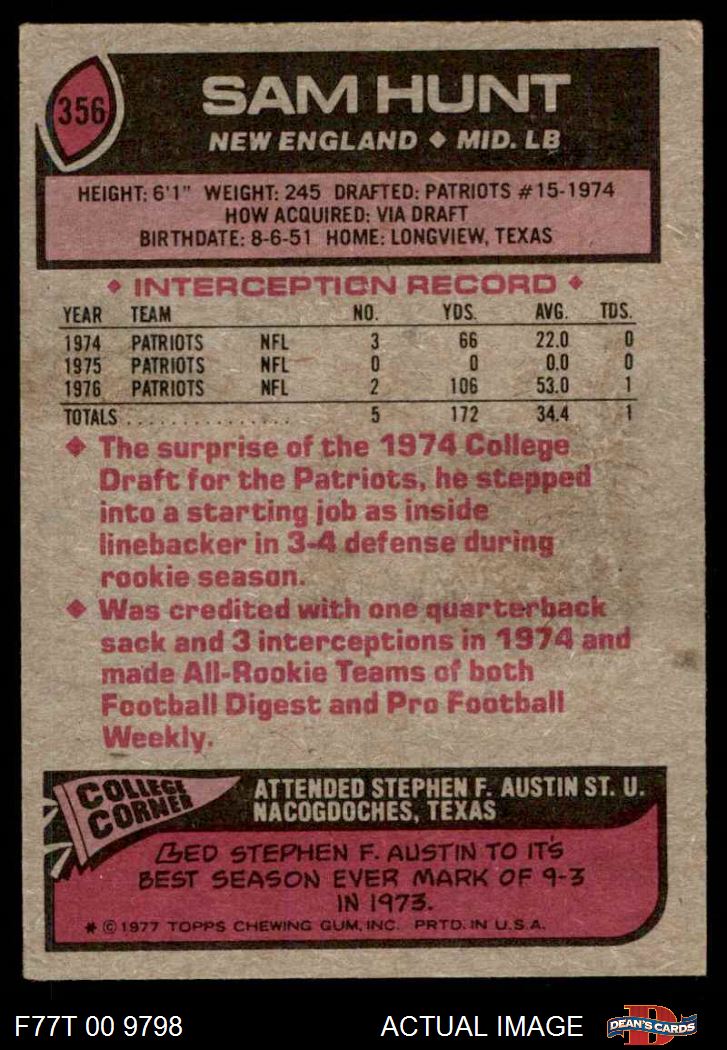 356
SAM HUNT
NEW ENGLAND ◆ MID. LB
HEIGHT: 6'1" WEIGHT: 245 DRAFTED: PATRIOTS #15-1974
HOW ACQUIRED: VIA DRAFT
BIRTHDATE: 8-6-51 HOME: LONGVIEW, TEXAS
◆ INTERCEPTION RECORD ◆
YEAR TEAM NO. YDS. AVG. TDS.
1974 PATRIOTS NFL 3 66 22.0 0
1975 PATRIOTS NFL 0 0 0.0 0
1976 PATRIOTS NFL 2 106 53.0 1
TOTALS . . . . . . . . . . . . . . . 5 172 34.4 1
◆ The surprise of the 1974 College
Draft for the Patriots, he stepped
into a starting job as inside
linebacker in 3-4 defense during
rookie season.
◆ Was credited with one quarterback
sack and 3 interceptions in 1974 and
made All-Rookie Teams of both
Football Digest and Pro Football
Weekly.
COLLEGE
CORNER
ATTENDED STEPHEN F. AUSTIN ST. U.
NACOGDOCHES, TEXAS
LED STEPHEN F. AUSTIN TO IT'S
BEST SEASON EVER MARK OF 9-3
IN 1973.
* © 1977 TOPPS CHEWING GUM, INC. PRTD. IN U.S.A.
F77T 00 9798 ACTUAL IMAGE
D
DEAN'S CARDS